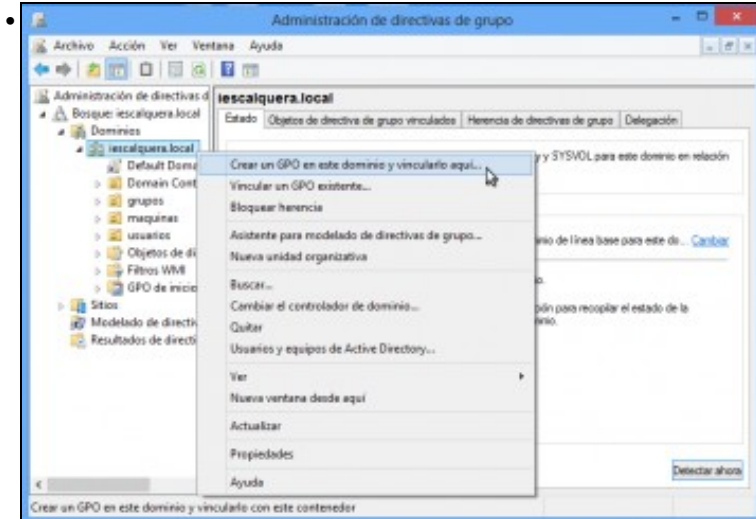 Administración de directivas de grupo
Archivo Acción Ver Ventana Ayuda
Administración de directivas d
Bosque: iescalquera.local
Dominios
iescalquera.local
Default Doma
Domain Cont
grupos
maquinas
usuarios
Objetos de di
Filtros WMI
GPO de inicio
Sitios
Modelado de directiv
Resultados de directi
iescalquera.local
Estado Objetos de directiva de grupo vinculados Herencia de directivas de grupo Delegación
y SYSVOL para este dominio en relación
nio de línea base para este do... Cambiar
ión para recopilar el estado de la
inio.
Detectar ahora
Crear un GPO en este dominio y vincularlo aquí...
Vincular un GPO existente...
Bloquear herencia
Asistente para modelado de directivas de grupo...
Nueva unidad organizativa
Buscar...
Cambiar el controlador de dominio...
Quitar
Usuarios y equipos de Active Directory...
Ver
Nueva ventana desde aquí
Actualizar
Propiedades
Ayuda
Crear un GPO en este dominio y vincularlo con este contenedor